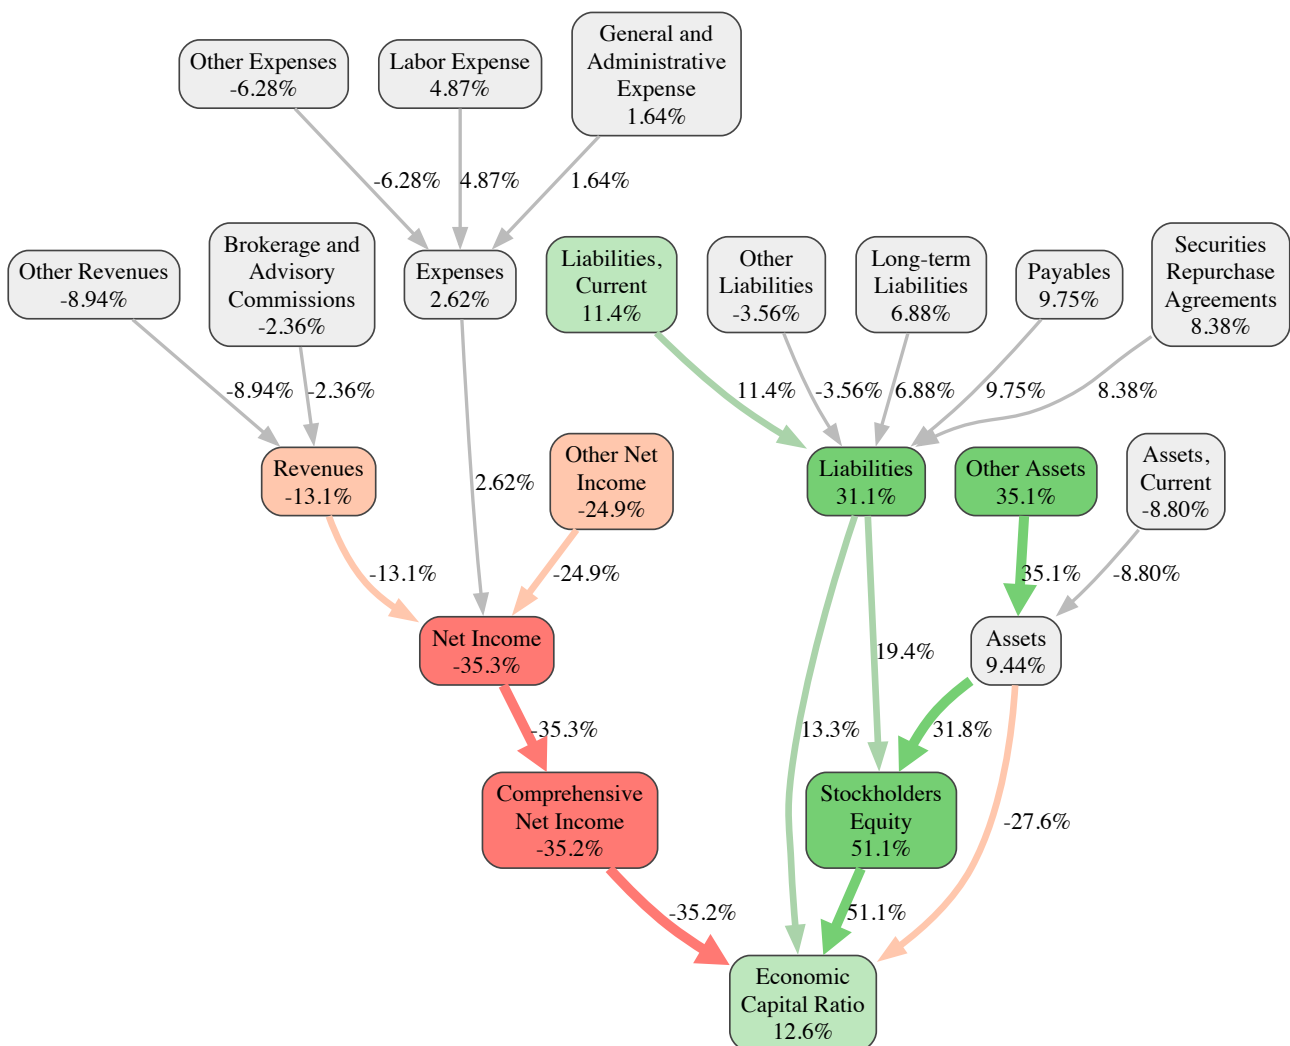 General and
Administrative
Expense
1.64%
Other Expenses
-6.28%
Labor Expense
4.87%
-6.28%
4.87%
1.64%
Other Revenues
-8.94%
Brokerage and
Advisory
Commissions
-2.36%
Expenses
2.62%
Liabilities,
Current
11.4%
Other
Liabilities
-3.56%
Long-term
Liabilities
6.88%
Payables
9.75%
Securities
Repurchase
Agreements
8.38%
-8.94%
-2.36%
11.4%
-3.56%
6.88%
9.75%
8.38%
Revenues
-13.1%
2.62%
Other Net
Income
-24.9%
Liabilities
31.1%
Other Assets
35.1%
Assets,
Current
-8.80%
-13.1%
-24.9%
35.1%
-8.80%
Net Income
-35.3%
19.4%
Assets
9.44%
-35.3%
13.3%
31.8%
Comprehensive
Net Income
-35.2%
Stockholders
Equity
51.1%
-27.6%
-35.2%
51.1%
Economic
Capital Ratio
12.6%